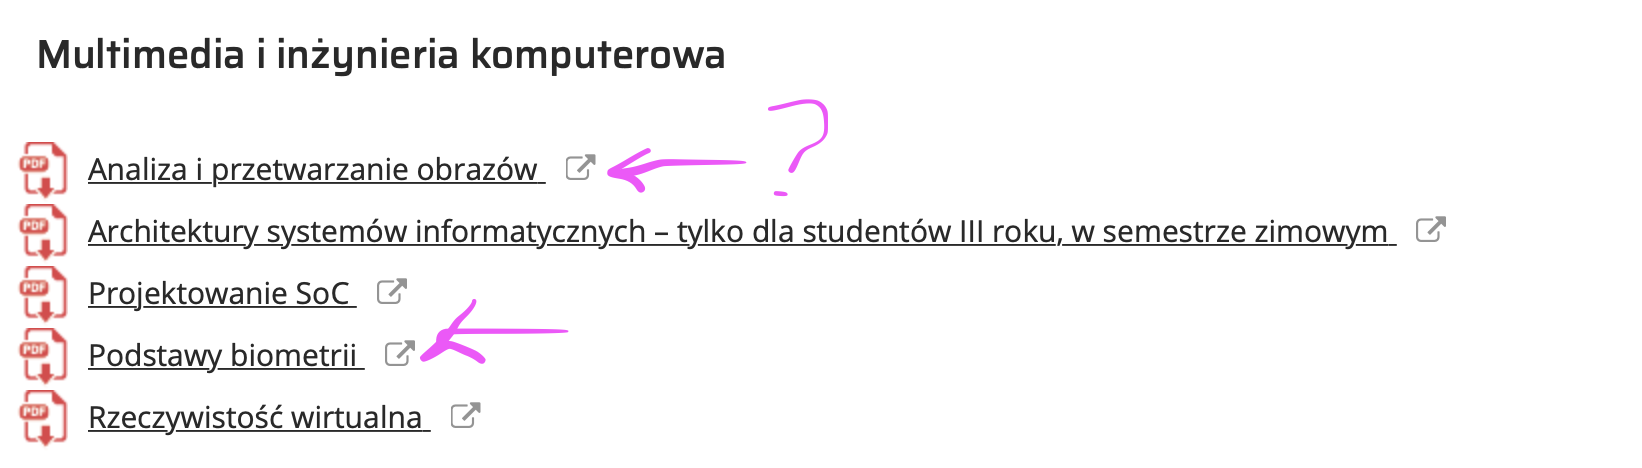 Multimedia i inżynieria komputerowa
PDF Analiza i przetwarzanie obrazów ?
PDF Architektury systemów informatycznych – tylko dla studentów III roku, w semestrze zimowym
PDF Projektowanie SoC
PDF Podstawy biometrii
PDF Rzeczywistość wirtualna